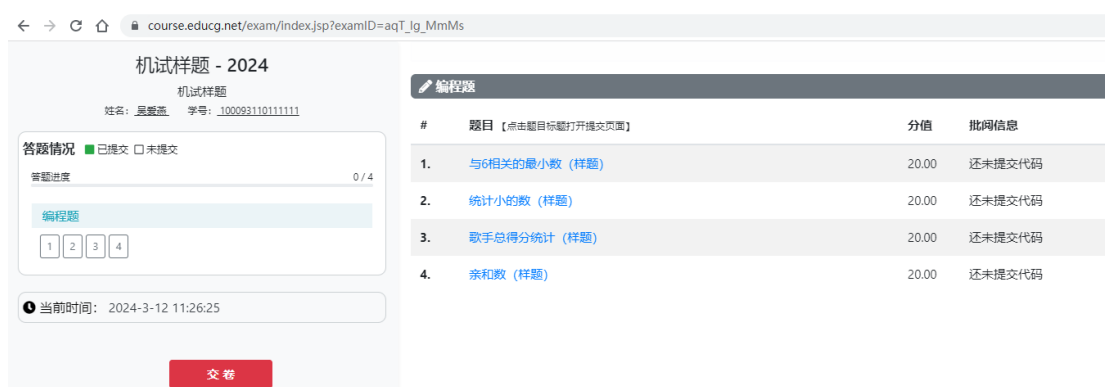 course.educg.net/exam/index.jsp?examID=aqT_lg_MmMs
机试样题 - 2024
机试样题
姓名: 吴爱燕 学号: 100093110111111
答题情况 已提交 未提交
答题进度 0 / 4
编程题
1 2 3 4
当前时间: 2024-3-12 11:26:25
交 卷
编程题
# 题目【点击题目标题打开提交页面】 分值 批阅信息
1. 与6相关的最小数（样题） 20.00 还未提交代码
2. 统计小的数（样题） 20.00 还未提交代码
3. 歌手总得分统计（样题） 20.00 还未提交代码
4. 亲和数（样题） 20.00 还未提交代码